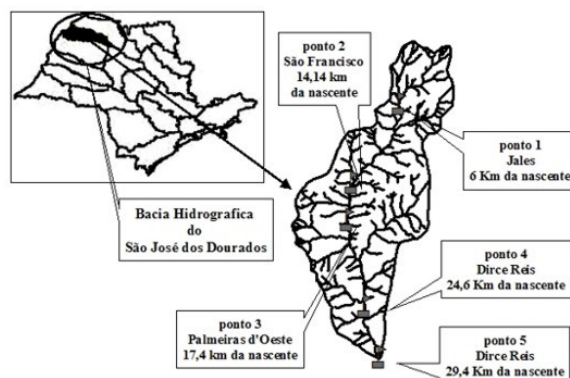 ponto 2
São Francisco
14,14 km
da nascente
ponto 1
Jales
6 Km da nascente
Bacia Hidrografica
do
São José dos Dourados
ponto 4
Dirce Reis
24,6 Km da nascente
ponto 3
Palmeiras d'Oeste
17,4 km da nascente
ponto 5
Dirce Reis
29,4 Km da nascente